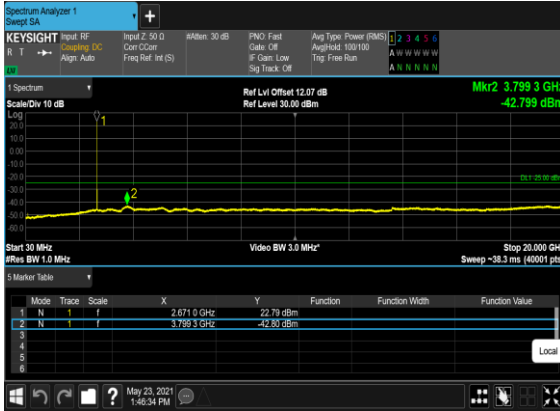 Spectrum Analyzer 1
Swept SA
+
KEYSIGHT Input: RF Input Z: 50 Ω #Atten: 30 dB PNO: Fast Avg Type: Power (RMS) 1 2 3 4 5 6
R T Coupling: DC Corr CCorr Gate: Off Avg|Hold: 100/100 A W W W W W
Align: Auto Freq Ref: Int (S) IF Gain: Low Trig: Free Run A N N N N N
Sig Track: Off
1 Spectrum Ref Lvl Offset 12.07 dB Mkr2 3.799 3 GHz
Scale/Div 10 dB Ref Level 30.00 dBm -42.799 dBm
Log
20.0
10.0
0.00
-10.0
-20.0
-30.0
-40.0
-50.0
-60.0
1
2
DL1 -25.00 dBm
Start 30 MHz Video BW 3.0 MHz* Stop 20.000 GHz
#Res BW 1.0 MHz Sweep ~38.3 ms (40001 pts)
5 Marker Table
Mode Trace Scale X Y Function Function Width Function Value
1 N 1 f 2.671 0 GHz 22.79 dBm
2 N 1 f 3.799 3 GHz -42.80 dBm
3
4
5
6
Local
? May 23, 2021
1:46:34 PM